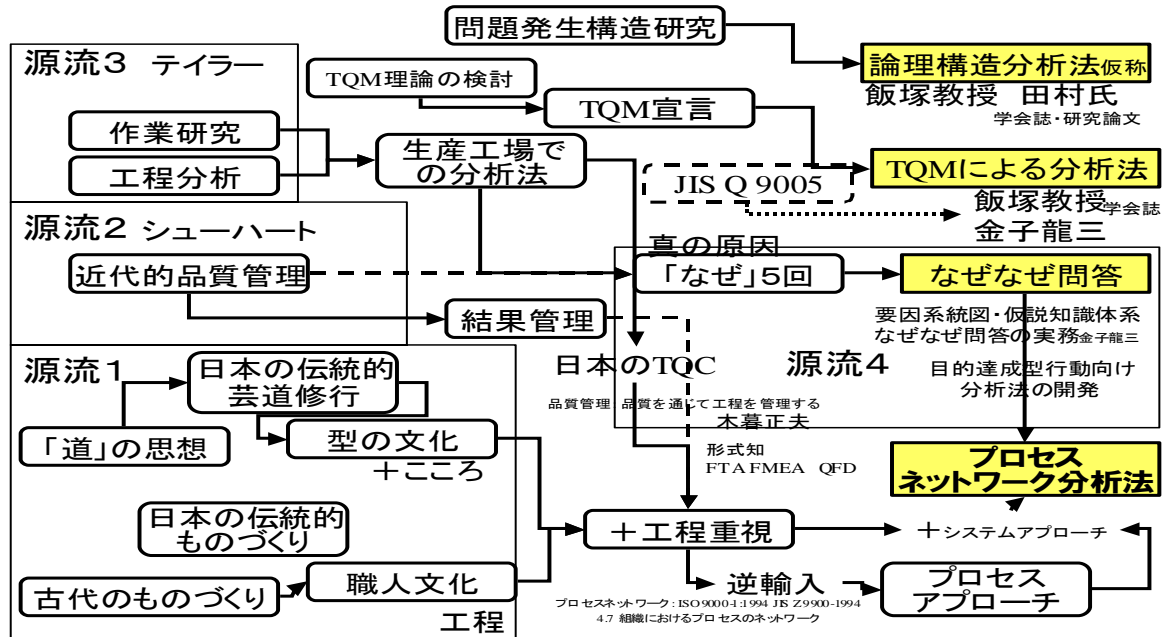 問題発生構造研究
源流3 テイラー
論理構造分析法仮称
TQM理論の検討
飯塚教授 田村氏
学会誌・研究論文
TQM宣言
作業研究
生産工場で
の分析法
工程分析
TQMによる分析法
JIS Q 9005
飯塚教授学会誌
金子龍三
源流2 シューハート
真の原因
近代的品質管理
「なぜ」5回
なぜなぜ問答
結果管理
要因系統図・仮説知識体系
なぜなぜ問答の実務金子龍三
源流1
日本の伝統的
芸道修行
日本のTQC
源流4
目的達成型行動向け
分析法の開発
品質管理:品質を通じて工程を管理する
木暮正夫
「道」の思想
型の文化
+こころ
形式知
FTA FMEA QFD
プロセス
ネットワーク分析法
日本の伝統的
ものづくり
+工程重視
+システムアプローチ
古代のものづくり
職人文化
工程
逆輸入
プロセス
アプローチ
プロセスネットワーク:ISO9000-1:1994 JIS Z9900-1994
4.7 組織におけるプロセスのネットワーク